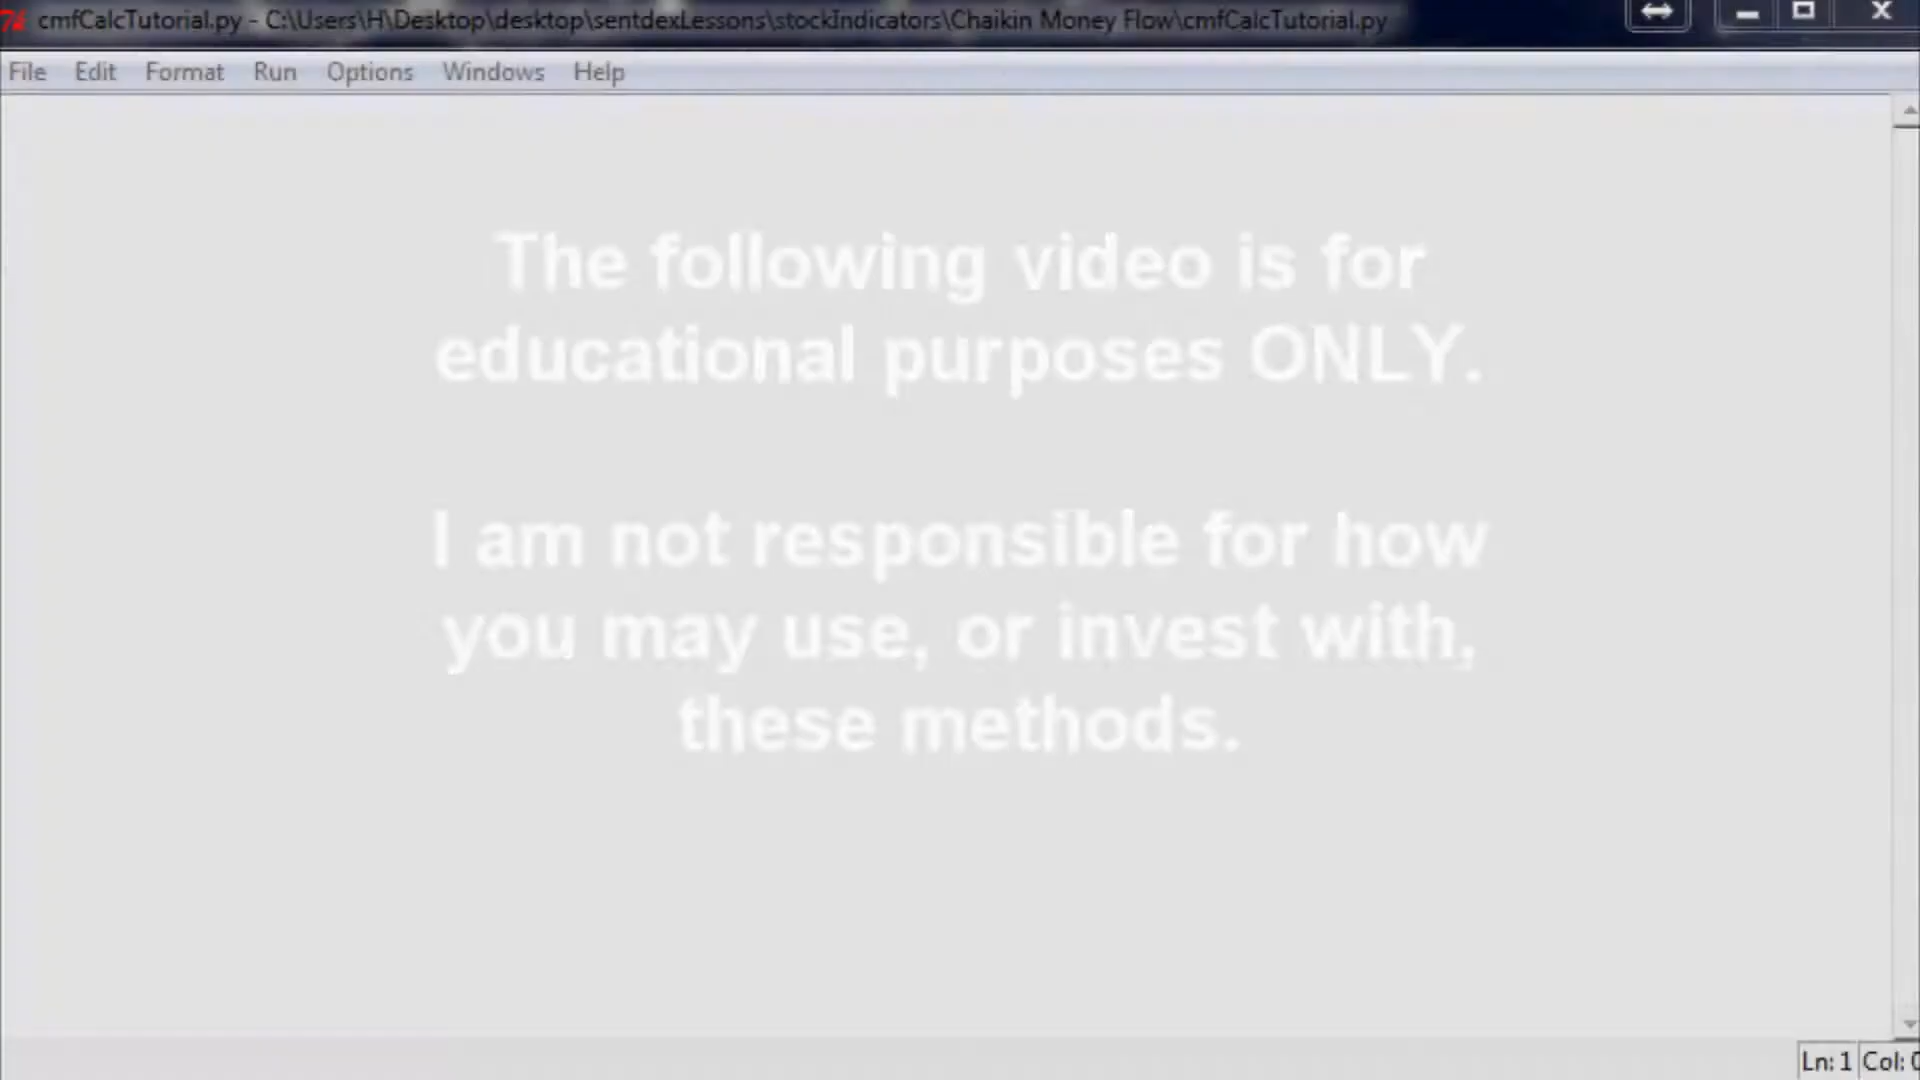 cmfCalcTutorial.py - C:\Users\H\Desktop\desktop\sentdexLessons\stockIndicators\Chaikin Money Flow\cmfCalcTutorial.py
File Edit Format Run Options Windows Help
The following video is for
educational purposes ONLY.
I am not responsible for how
you may use, or invest with,
these methods.
Ln: 1 Col: 0